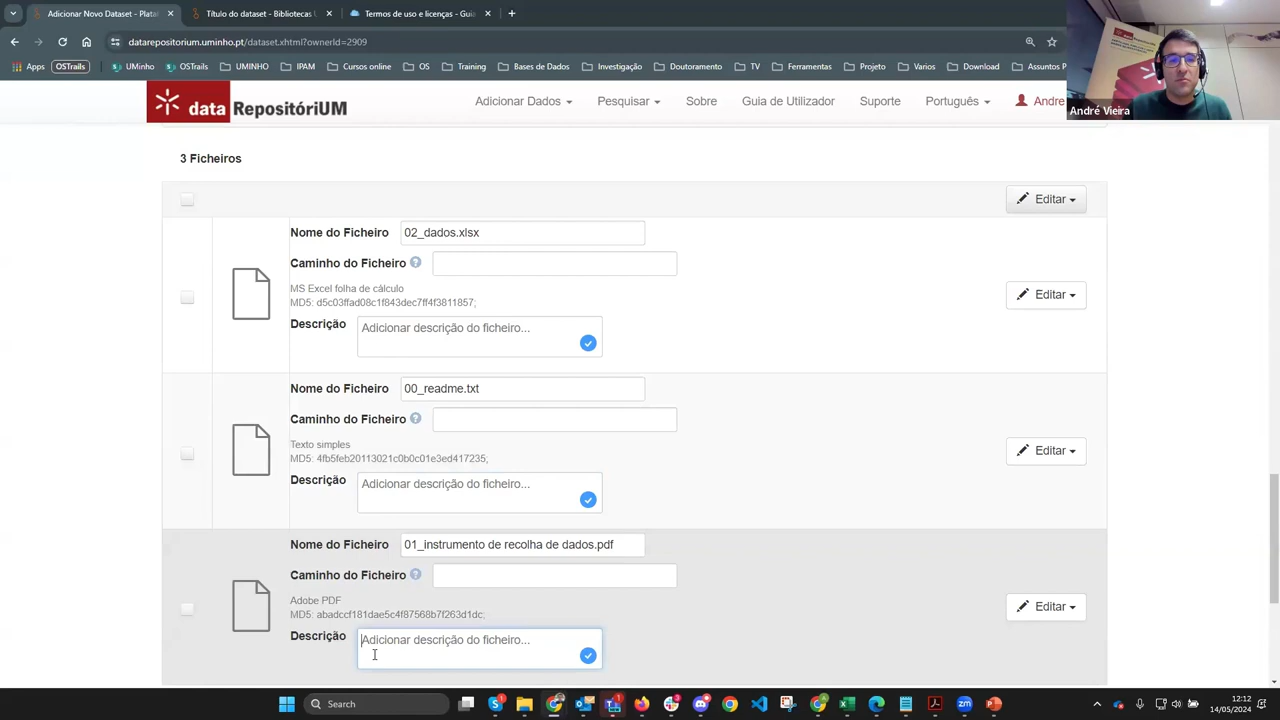 Adicionar Novo Dataset - Plat
Título do dataset - Bibliotecas U
Termos de uso e licenças - Guia
datarepositorium.uminho.pt/dataset.xhtml?ownerId=2909
Apps OSTrails UMinho OSTrails UMINHO IPAM Cursos online OS Training Bases de Dados Investigação Doutoramento TV Ferramentas Projeto Varios Download Assuntos P
André Vieira
data RepositóriUM
Adicionar Dados Pesquisar Sobre Guia de Utilizador Suporte Português Andre
3 Ficheiros
Editar
Nome do Ficheiro 02_dados.xlsx
Caminho do Ficheiro
MS Excel folha de cálculo
MD5: d5c03ffad08c1f843dec7ff4f3811857;
Editar
Descrição Adicionar descrição do ficheiro...
Nome do Ficheiro 00_readme.txt
Caminho do Ficheiro
Texto simples
MD5: 4fb5feb20113021c0b0c01e3ed417235;
Editar
Descrição Adicionar descrição do ficheiro...
Nome do Ficheiro 01_instrumento de recolha de dados.pdf
Caminho do Ficheiro
Adobe PDF
MD5: abadccf181dae5c4f87568b7f263d1dc;
Editar
Descrição Adicionar descrição do ficheiro...
Search
12:12
14/05/2024